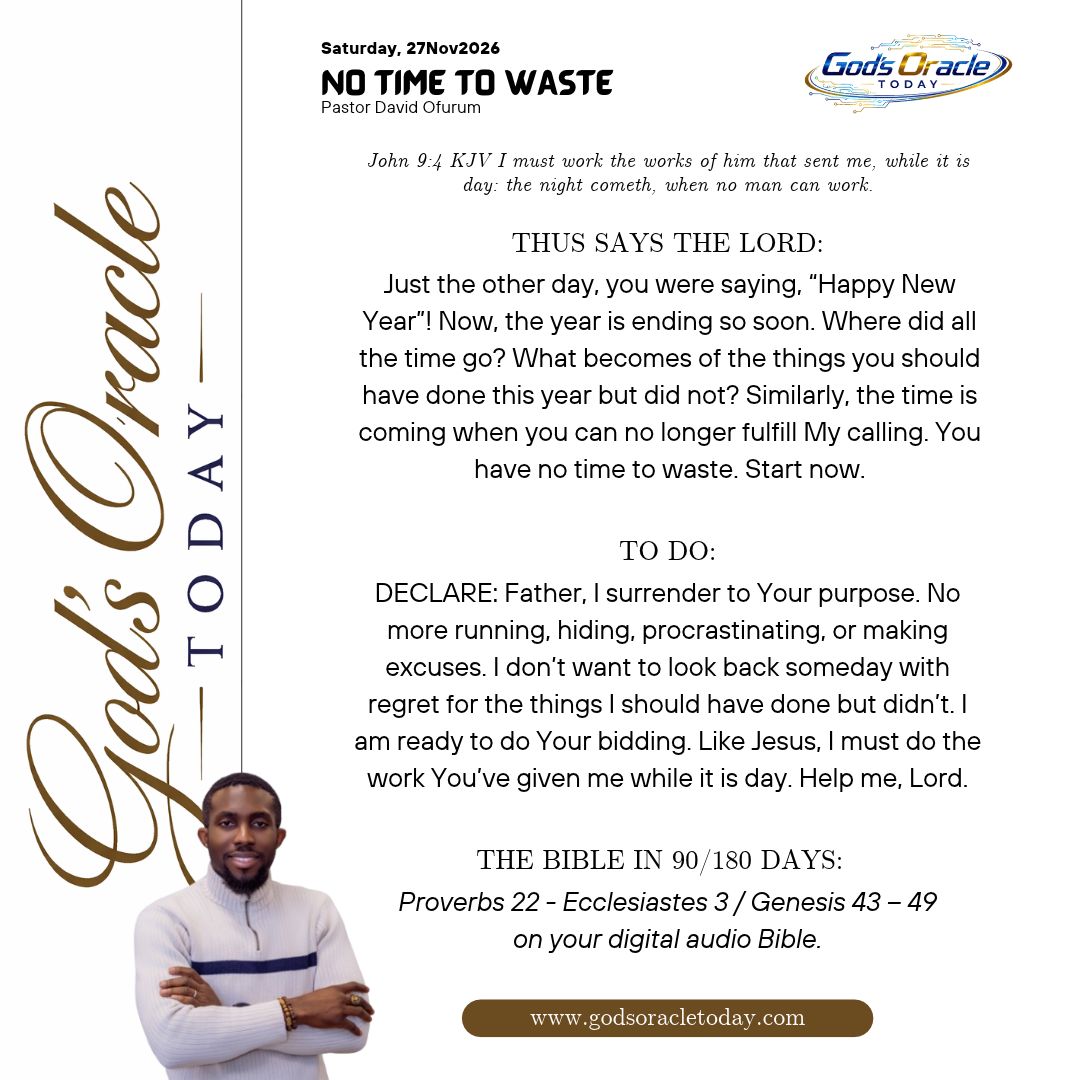 Saturday, 27Nov2026
NO TIME TO WASTE
Pastor David Ofurum
God's Oracle
TODAY
John 9:4 KJV I must work the works of him that sent me, while it is
day: the night cometh, when no man can work.
THUS SAYS THE LORD:
Just the other day, you were saying, “Happy New
Year”! Now, the year is ending so soon. Where did all
the time go? What becomes of the things you should
have done this year but did not? Similarly, the time is
coming when you can no longer fulfill My calling. You
have no time to waste. Start now.
TO DO:
DECLARE: Father, I surrender to Your purpose. No
more running, hiding, procrastinating, or making
excuses. I don’t want to look back someday with
regret for the things I should have done but didn’t. I
am ready to do Your bidding. Like Jesus, I must do the
work You’ve given me while it is day. Help me, Lord.
THE BIBLE IN 90/180 DAYS:
Proverbs 22 - Ecclesiastes 3 / Genesis 43 – 49
on your digital audio Bible.
www.godsoracletoday.com
God’s Oracle
TODAY